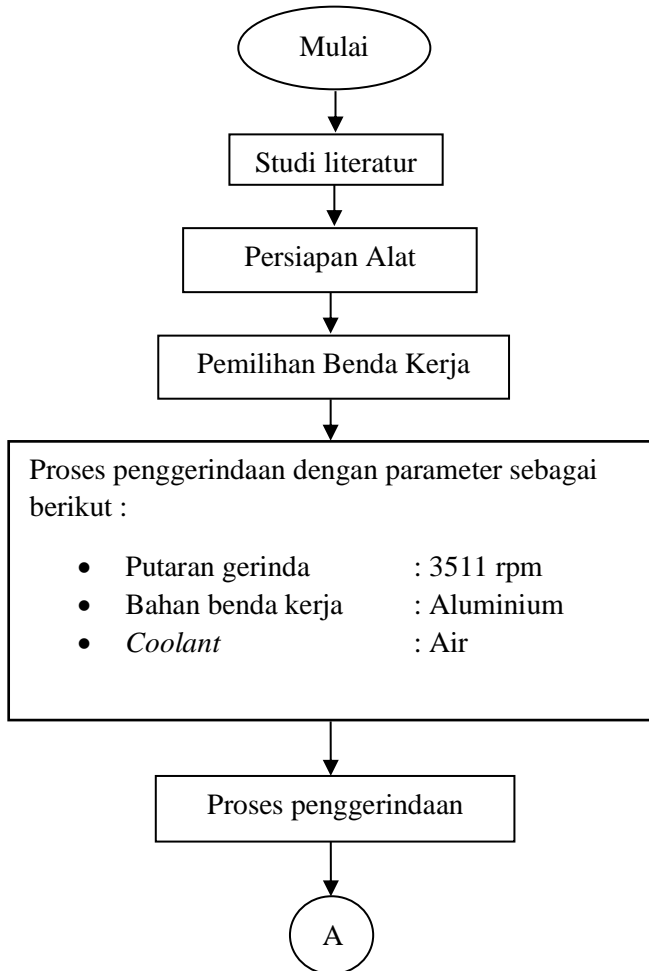 Mulai
Studi literatur
Persiapan Alat
Pemilihan Benda Kerja
Proses penggerindaan dengan parameter sebagai
berikut :
• Putaran gerinda : 3511 rpm
• Bahan benda kerja : Aluminium
• Coolant : Air
Proses penggerindaan
A